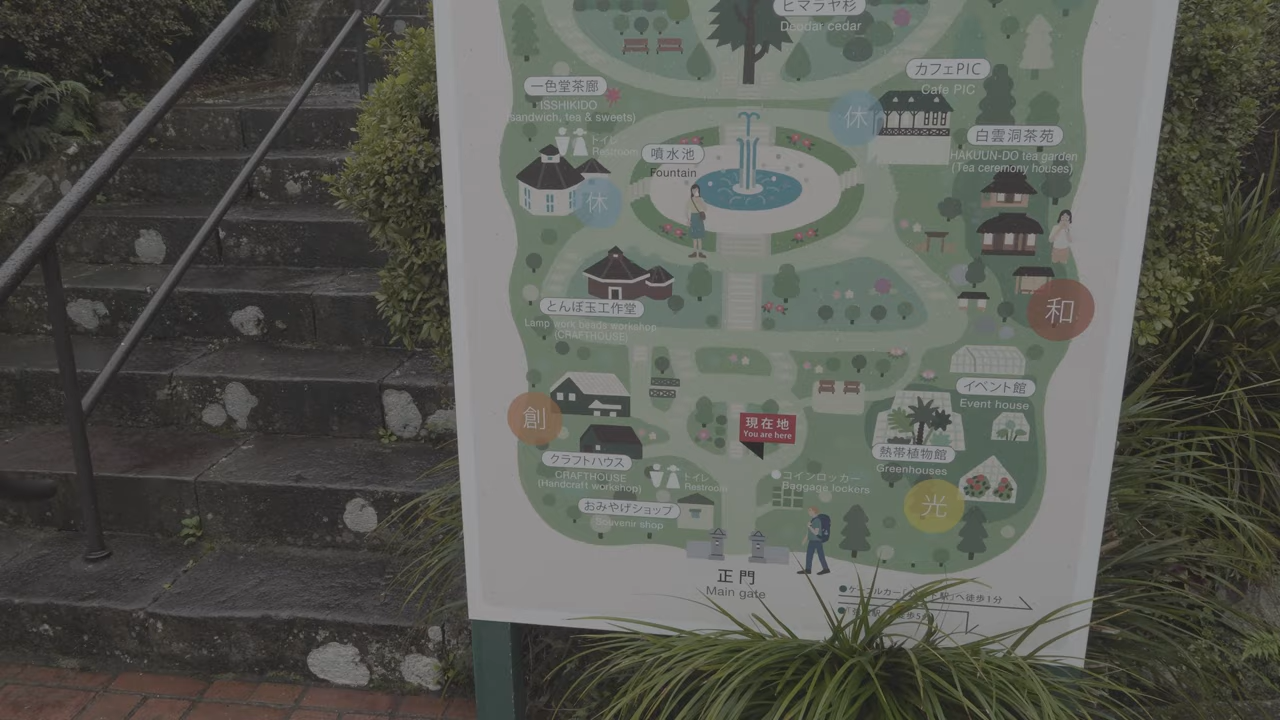 ヒマラヤ杉
Deodar cedar
カフェPIC
Cafe PIC
一色堂茶廊
ISSHIKIDO
(sandwich, tea & sweets)
トイレ
Restroom
休
噴水池
Fountain
休
白雲洞茶苑
HAKUUN-DO tea garden
(Tea ceremony houses)
和
とんぼ玉工作堂
Lamp work beads workshop
(CRAFTHOUSE)
イベント館
Event house
創
現在地
You are here
熱帯植物館
Greenhouses
クラフトハウス
CRAFTHOUSE
(Handcraft workshop)
トイレ
Restroom
コインロッカー
Baggage lockers
おみやげショップ
Souvenir shop
光
正門
Main gate
へ徒歩1分